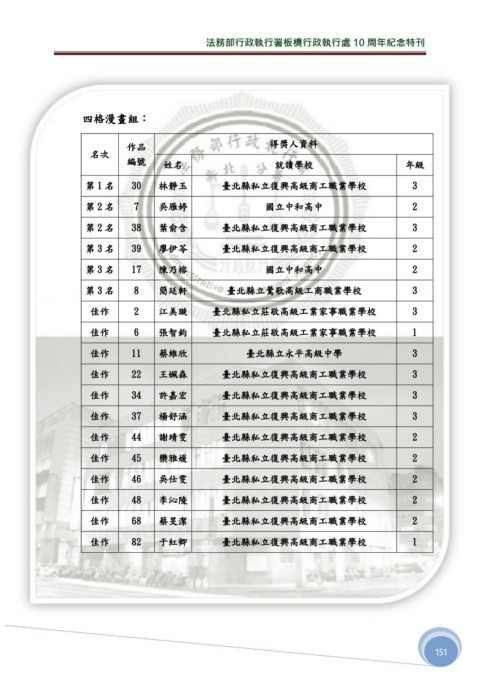 法務部行政執行署板橋行政執行處 10 周年紀念特刊
四格漫畫組：
名次 作品編號 得獎人資料
姓名 就讀學校 年級
第 1 名 30 林靜玉 臺北縣私立復興高級商工職業學校 3
第 2 名 7 吳雁婷 國立中和高中 2
第 2 名 38 葉俞含 臺北縣私立復興高級商工職業學校 3
第 3 名 39 廖伊苓 臺北縣私立復興高級商工職業學校 2
第 3 名 17 陳乃榕 國立中和高中 2
第 3 名 8 簡廷軒 臺北縣立鶯歌高級工商職業學校 3
佳作 2 江美璇 臺北縣私立莊敬高級工業家事職業學校 3
佳作 6 張智鈞 臺北縣私立莊敬高級工業家事職業學校 1
佳作 11 蔡維欣 臺北縣立永平高級中學 3
佳作 22 王姵森 臺北縣私立復興高級商工職業學校 3
佳作 34 許嘉宏 臺北縣私立復興高級商工職業學校 3
佳作 37 楊舒涵 臺北縣私立復興高級商工職業學校 3
佳作 44 謝靖雯 臺北縣私立復興高級商工職業學校 2
佳作 45 樂雅媛 臺北縣私立復興高級商工職業學校 2
佳作 46 吳仕雯 臺北縣私立復興高級商工職業學校 2
佳作 48 李沁陵 臺北縣私立復興高級商工職業學校 2
佳作 68 蔡旻潔 臺北縣私立復興高級商工職業學校 2
佳作 82 于紅卿 臺北縣私立復興高級商工職業學校 1
151